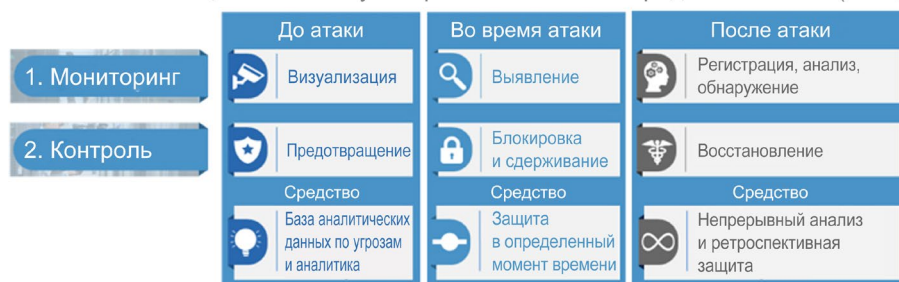 До атаки
Во время атаки
После атаки
1. Мониторинг
Визуализация
Выявление
Регистрация, анализ,
обнаружение
2. Контроль
Предотвращение
Блокировка
и сдерживание
Восстановление
Средство
Средство
Средство
База аналитических
данных по угрозам
и аналитика
Защита
в определенный
момент времени
Непрерывный анализ
и ретроспективная
защита